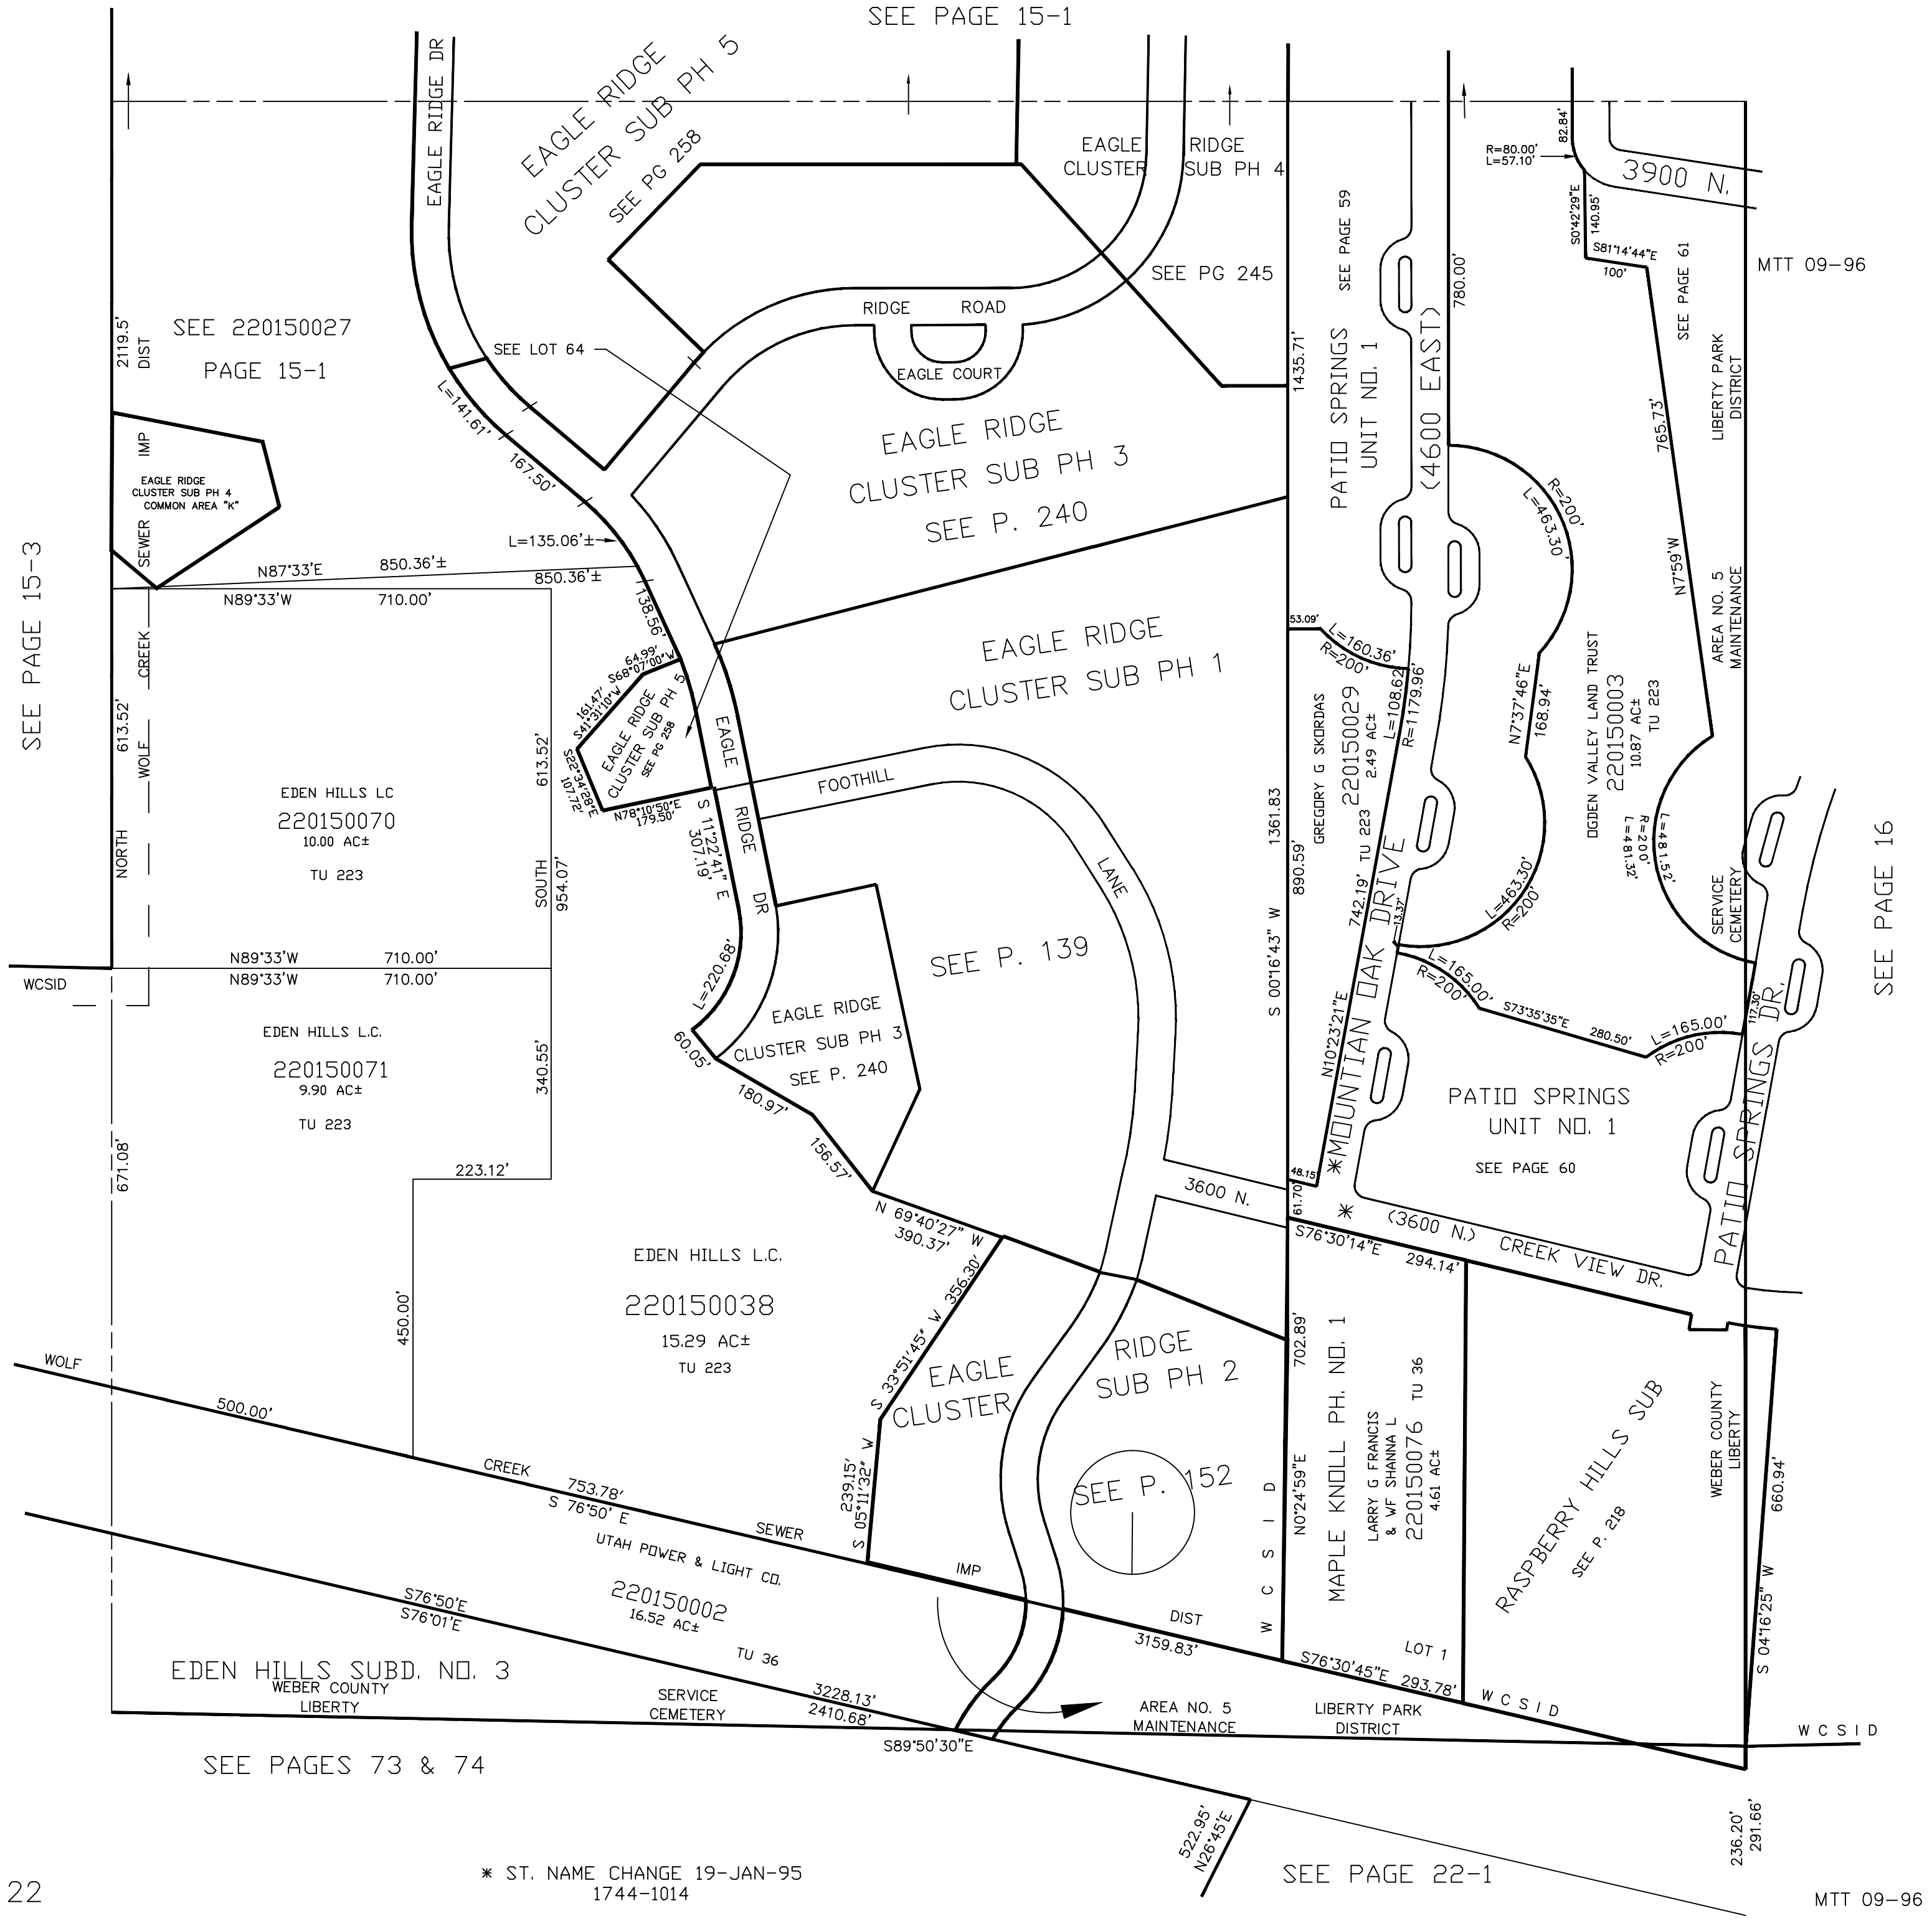 SEE PAGE 15-1
EAGLE RIDGE DR
EAGLE RIDGE
CLUSTER SUB PH 5
SEE PG 258
EAGLE RIDGE
CLUSTER SUB PH 4
SEE PG 245
SEE PAGE 59
PATIO SPRINGS
UNIT NO. 1
1435.71'
(4600 EAST)
780.00'
82.84'
R=80.00'
L=57.10'
3900 N.
S0°42'29"E
140.95'
S81°14'44"E
100'
SEE PAGE 61
MTT 09-96
765.73'
N7°59'W
LIBERTY PARK
DISTRICT
AREA NO. 5
MAINTENANCE
SERVICE
CEMETERY
2119.5'
DIST
SEE 220150027
PAGE 15-1
SEE LOT 64
RIDGE ROAD
EAGLE COURT
L=141.61'
167.50'
L=135.06'±
138.56'
EAGLE RIDGE
CLUSTER SUB PH 3
SEE P. 240
IMP
SEWER
EAGLE RIDGE
CLUSTER SUB PH 4
COMMON AREA "K"
SEE PAGE 15-3
N87°33'E 850.36'±
850.36'±
N89°33'W 710.00'
613.52'
NORTH
CREEK
WOLF
EDEN HILLS LC
220150070
10.00 AC±
TU 223
613.52'
SOUTH
954.07'
64.99'
S68°07'00"W
161.47'
S41°31'10"W
EAGLE RIDGE
CLUSTER SUB PH 5
SEE PG 258
S22°34'28"E
107.72'
N78°10'50"E
179.50'
S 11°22'41" E
307.19'
EAGLE RIDGE DR
EAGLE RIDGE
CLUSTER SUB PH 1
FOOTHILL
LANE
53.09'
L=160.36'
R=200'
L=108.62
R=1179.96'
GREGORY G SKORDAS
220150029
2.49 AC±
TU 223
742.19'
1361.83
890.59'
S 00°16'43" W
N10°23'21"E
*MOUNTIAN OAK DRIVE
13.37'
R=200'
L=463.30'
N7°37'46"E
168.94'
L=463.30'
R=200'
OGDEN VALLEY LAND TRUST
220150003
10.87 AC±
TU 223
L=481.52'
R=200'
L=481.32'
SEE PAGE 16
L=165.00'
R=200'
S73°35'35"E 280.50'
L=165.00'
R=200'
117.30'
PATIO SPRINGS DR.
PATIO SPRINGS
UNIT NO. 1
SEE PAGE 60
WCSID
N89°33'W 710.00'
N89°33'W 710.00'
EDEN HILLS L.C.
220150071
9.90 AC±
TU 223
340.55'
223.12'
671.08'
450.00'
SEE P. 139
L=220.68'
60.05'
180.97'
156.57'
EAGLE RIDGE
CLUSTER SUB PH 3
SEE P. 240
N 69°40'27" W
390.37'
3600 N.
48.15'
61.70'
*
S76°30'14"E 294.14'
(3600 N.) CREEK VIEW DR.
EDEN HILLS L.C.
220150038
15.29 AC±
TU 223
S 33°51'45" W 356.30'
239.15'
S 05°11'32" W
EAGLE RIDGE
CLUSTER SUB PH 2
SEE P. 152
702.89'
N0°24'59"E
W C S I D
MAPLE KNOLL PH. NO. 1
LARRY G FRANCIS
& WF SHANNA L
220150076 TU 36
4.61 AC±
LOT 1
RASPBERRY HILLS SUB
SEE P. 218
WEBER COUNTY
LIBERTY
660.94'
S 04°16'25" W
WOLF
500.00'
CREEK
753.78'
S 76°50' E
SEWER
IMP
DIST
3159.83'
S76°30'45"E 293.78'
W C S I D
W C S I D
UTAH POWER & LIGHT CO.
220150002
16.52 AC±
TU 36
S76°50'E
S76°01'E
3228.13'
2410.68'
EDEN HILLS SUBD. NO. 3
WEBER COUNTY
LIBERTY
SERVICE
CEMETERY
AREA NO. 5
MAINTENANCE
LIBERTY PARK
DISTRICT
S89°50'30"E
SEE PAGES 73 & 74
522.95'
N26°45'E
236.20'
291.66'
SEE PAGE 22-1
* ST. NAME CHANGE 19-JAN-95
1744-1014
22
MTT 09-96